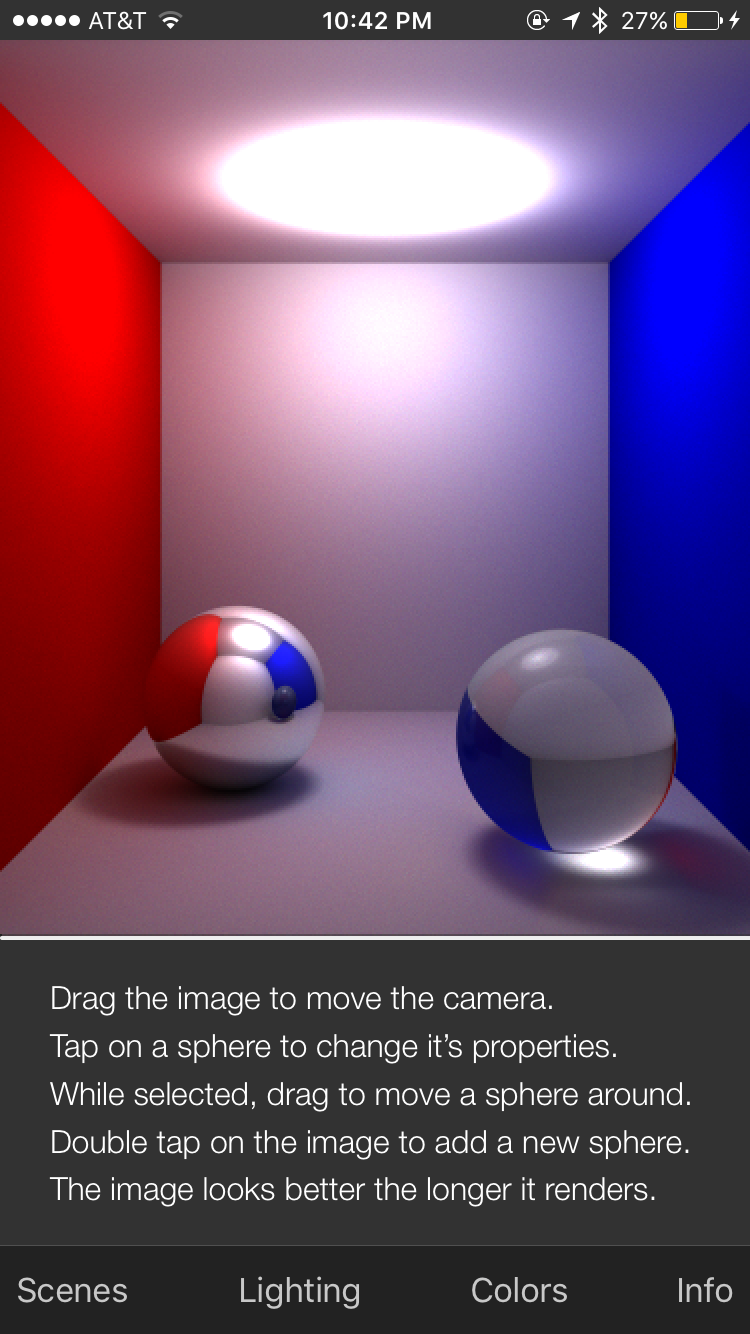 AT&T 10:42 PM 27%
Drag the image to move the camera.
Tap on a sphere to change it’s properties.
While selected, drag to move a sphere around.
Double tap on the image to add a new sphere.
The image looks better the longer it renders.
Scenes Lighting Colors Info